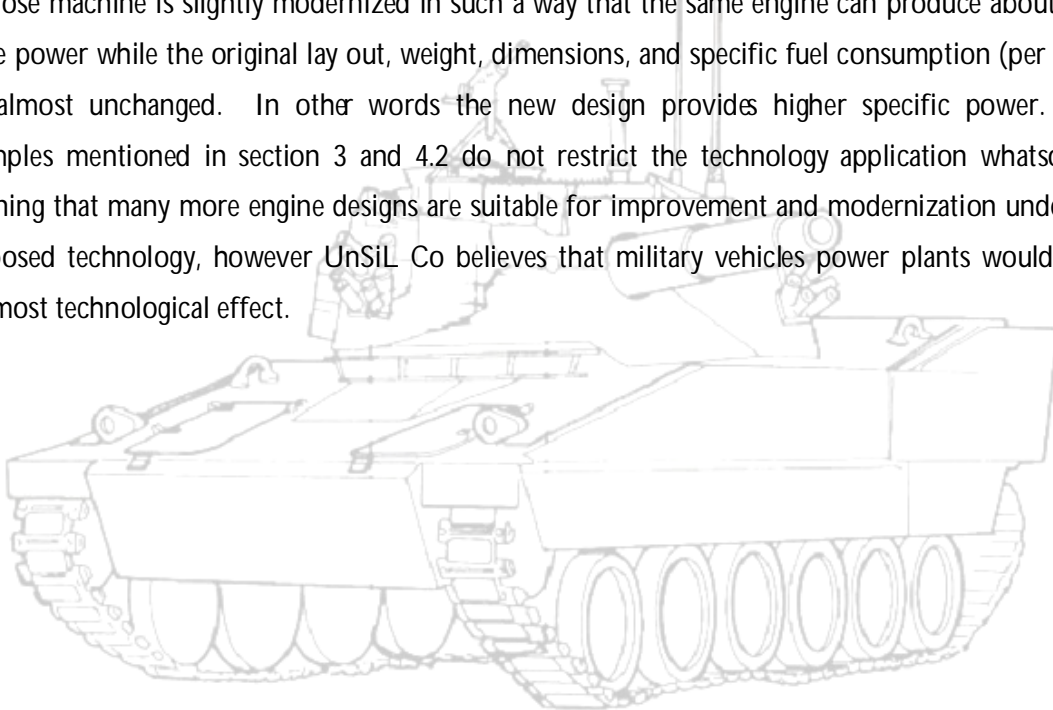 ose machine is slightly modernized in such a way that the same engine can produce about
e power while the original lay out, weight, dimensions, and specific fuel consumption (per
almost unchanged. In other words the new design provides higher specific power.
ples mentioned in section 3 and 4.2 do not restrict the technology application whatso
ning that many more engine designs are suitable for improvement and modernization unde
osed technology, however UnSiL Co believes that military vehicles power plants would
most technological effect.